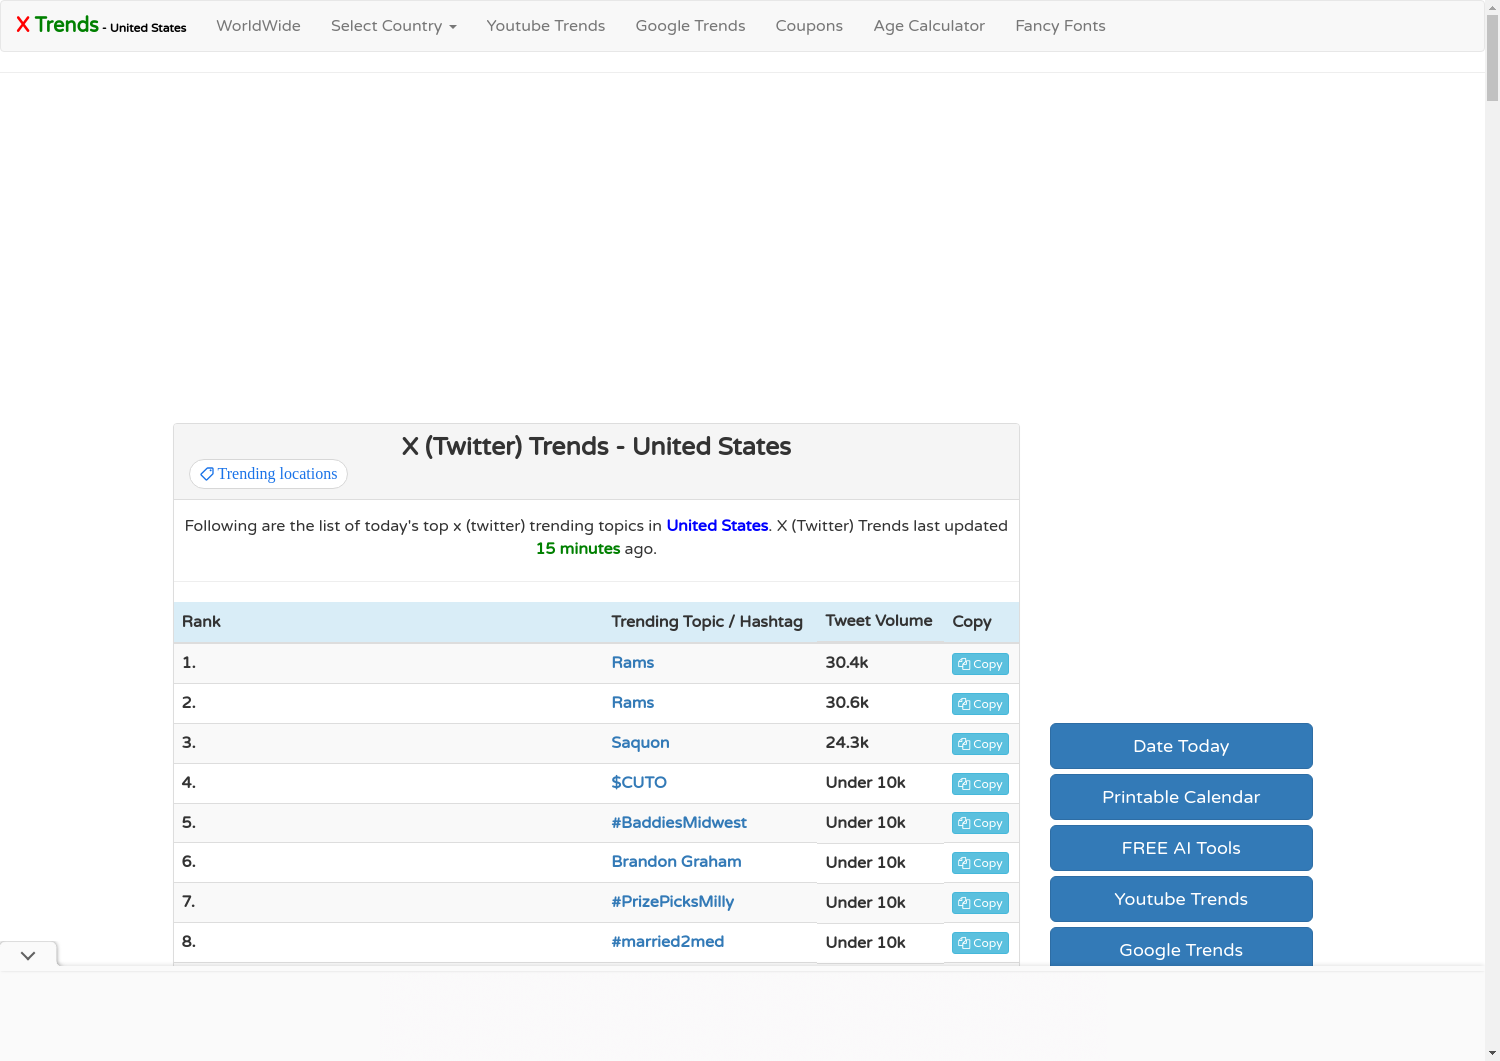 X Trends - United States
WorldWide
Select Country
Youtube Trends
Google Trends
Coupons
Age Calculator
Fancy Fonts
X (Twitter) Trends - United States
Trending locations
Following are the list of today's top x (twitter) trending topics in United States. X (Twitter) Trends last updated
15 minutes ago.
Rank Trending Topic / Hashtag Tweet Volume Copy
1. Rams 30.4k Copy
2. Rams 30.6k Copy
3. Saquon 24.3k Copy
4. $CUTO Under 10k Copy
5. #BaddiesMidwest Under 10k Copy
6. Brandon Graham Under 10k Copy
7. #PrizePicksMilly Under 10k Copy
8. #married2med Under 10k Copy
Date Today
Printable Calendar
FREE AI Tools
Youtube Trends
Google Trends